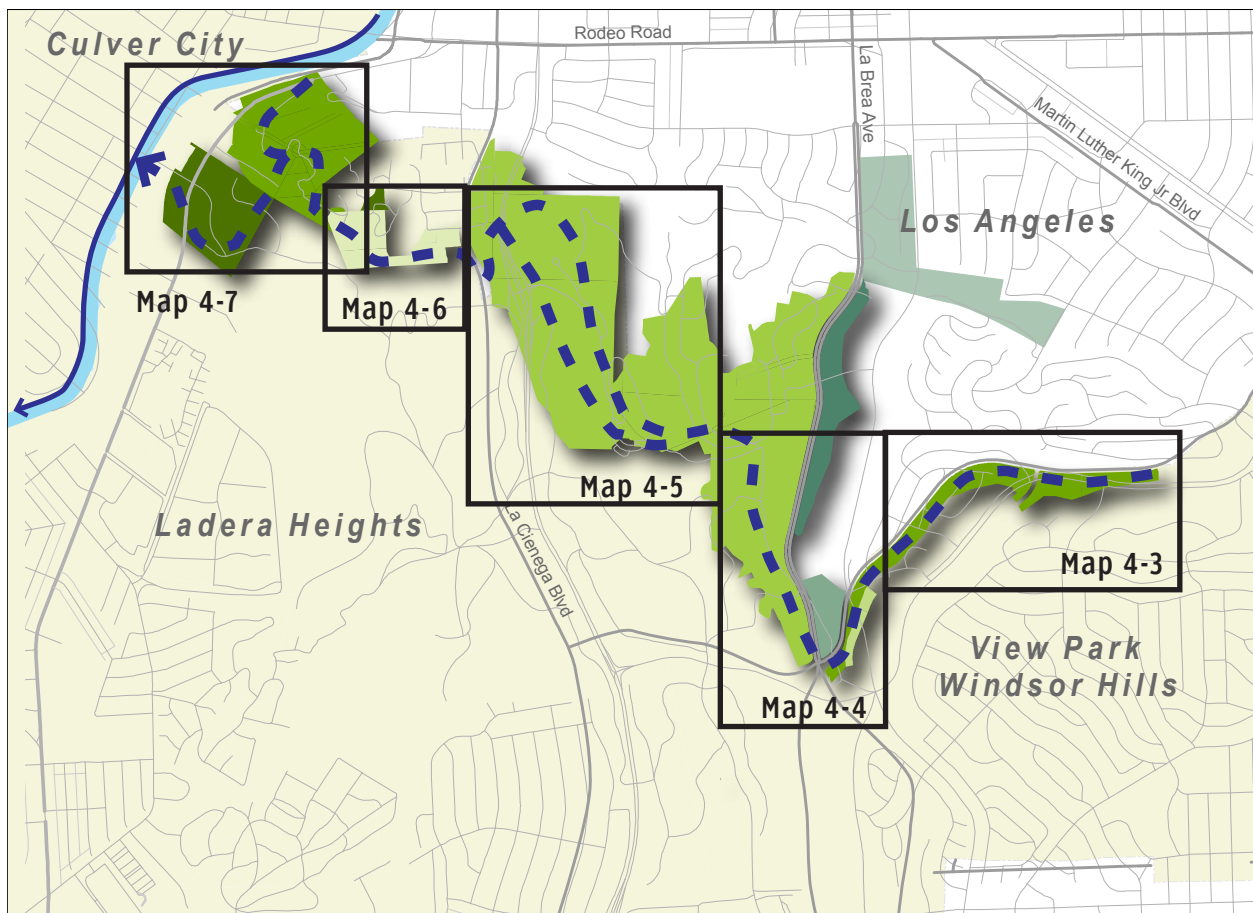 Culver City
Rodeo Road
La Brea Ave
Martin Luther King Jr Blvd
Los Angeles
Map 4-7
Map 4-6
Map 4-5
Ladera Heights
La Cienega Blvd
Map 4-3
View Park
Windsor Hills
Map 4-4